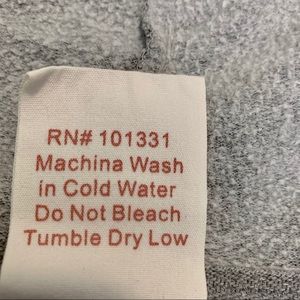 RN# 101331
Machina Wash
in Cold Water
Do Not Bleach
Tumble Dry Low